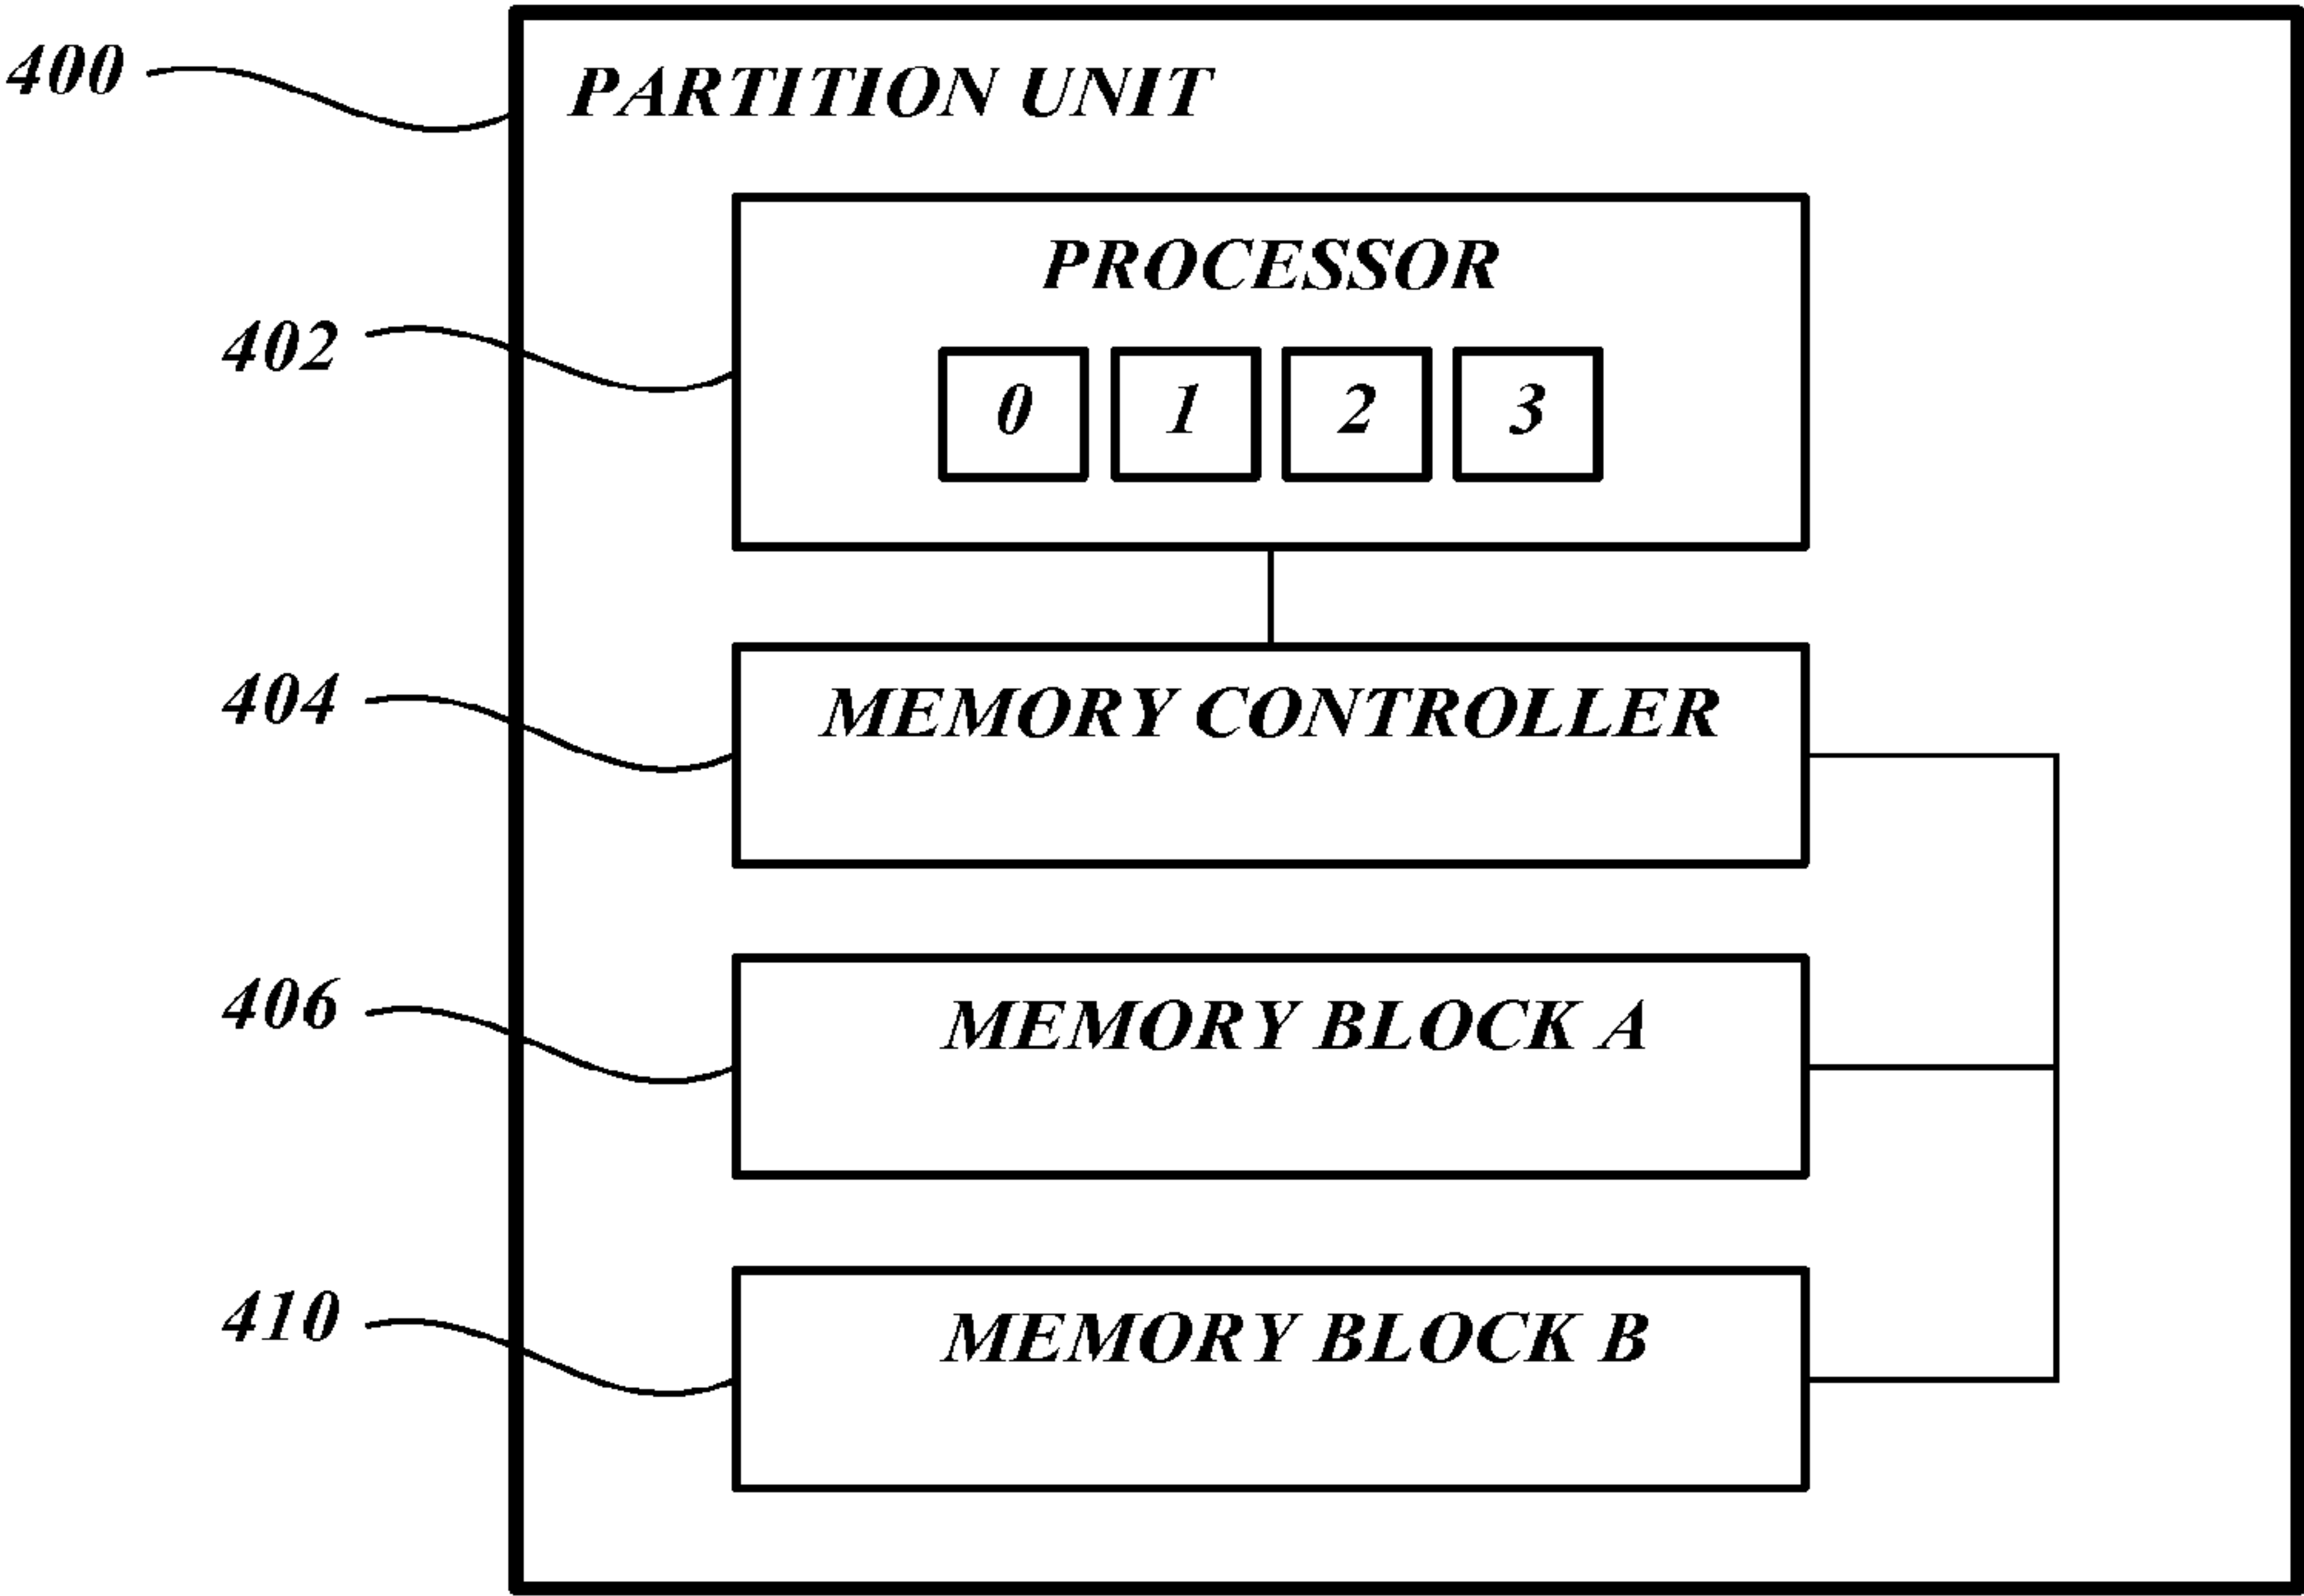 400
PARTITION UNIT
PROCESSOR
402
0 1 2 3
404
MEMORY CONTROLLER
406
MEMORY BLOCK A
410
MEMORY BLOCK B